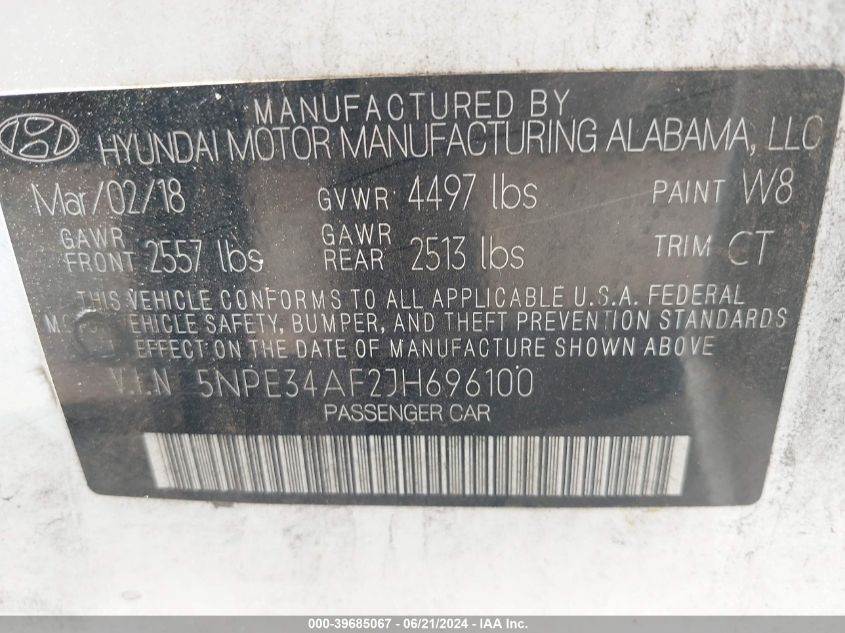 MANUFACTURED BY
HYUNDAI MOTOR MANUFACTURING ALABAMA, LLC
Mar/02/18 GVWR 4497 lbs PAINT W8
GAWR FRONT 2557 lbs GAWR REAR 2513 lbs TRIM CT
THIS VEHICLE CONFORMS TO ALL APPLICABLE U.S.A. FEDERAL
MOTOR VEHICLE SAFETY, BUMPER, AND THEFT PREVENTION STANDARDS
IN EFFECT ON THE DATE OF MANUFACTURE SHOWN ABOVE
V.I.N 5NPE34AF2JH696100
PASSENGER CAR
000-39685067 - 06/21/2024 - IAA Inc.